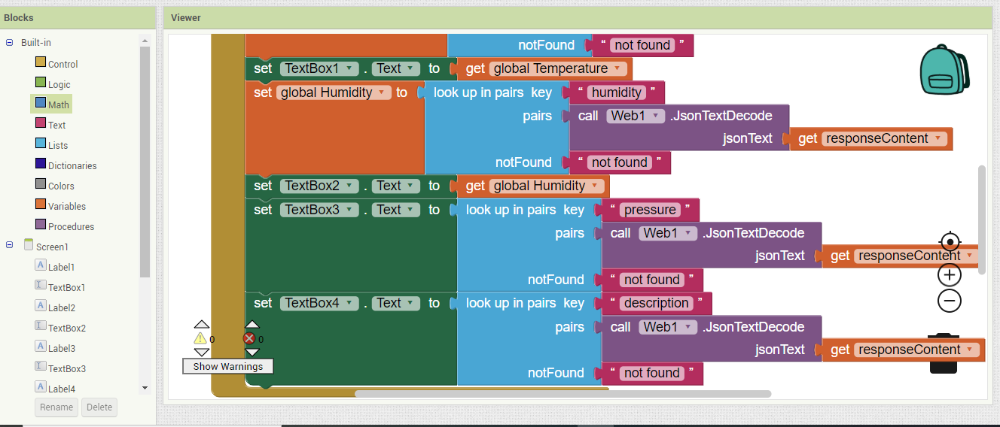 Blocks
Viewer
Built-in
Control
Logic
Math
Text
Lists
Dictionaries
Colors
Variables
Procedures
Screen1
Label1
TextBox1
Label2
TextBox2
Label3
TextBox3
Label4
Rename Delete
notFound “ not found ”
set TextBox1 . Text to get global Temperature
set global Humidity to look up in pairs key “ humidity ”
pairs call Web1 .JsonTextDecode
jsonText get responseContent
notFound “ not found ”
set TextBox2 . Text to get global Humidity
set TextBox3 . Text to look up in pairs key “ pressure ”
pairs call Web1 .JsonTextDecode
jsonText get responseContent
notFound “ not found ”
set TextBox4 . Text to look up in pairs key “ description ”
pairs call Web1 .JsonTextDecode
jsonText get responseContent
notFound “ not found ”
0 0
Show Warnings